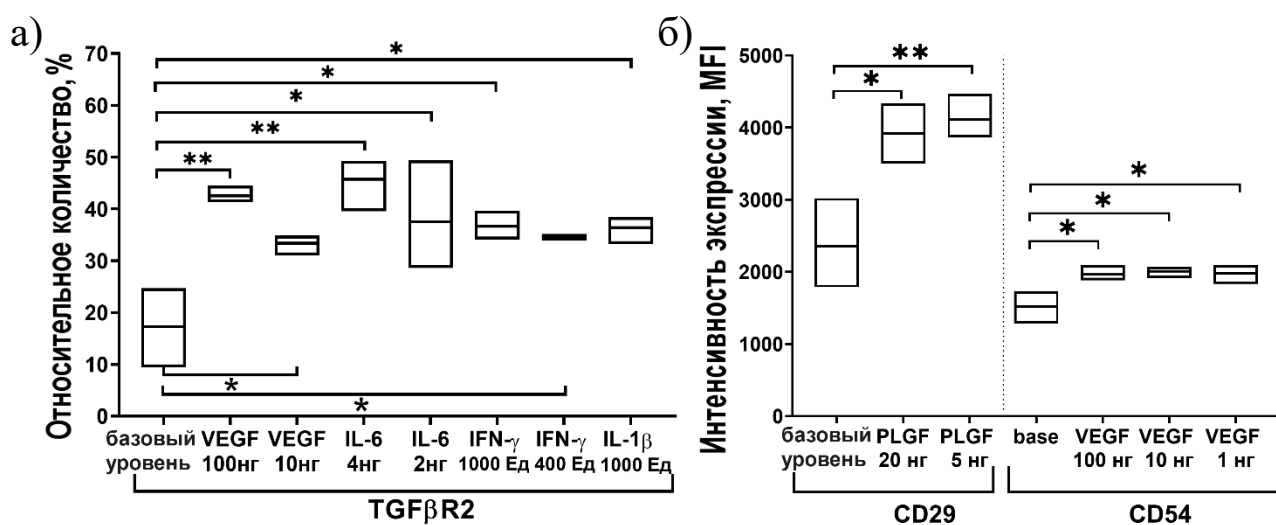 а)
Относительное количество, %
70
60
50
40
30
20
10
0
*
*
*
**
**
*
*
базовый VEGF VEGF IL-6 IL-6 IFN-γ IFN-γ IL-1β
уровень 100нг 10нг 4нг 2нг 1000 Ед 400 Ед 1000 Ед
TGFβR2
б)
Интенсивность экспрессии, MFI
5000
4000
3000
2000
1000
0
**
*
*
*
*
базовый PLGF PLGF base VEGF VEGF VEGF
уровень 20 нг 5 нг 100 нг 10 нг 1 нг
CD29 CD54